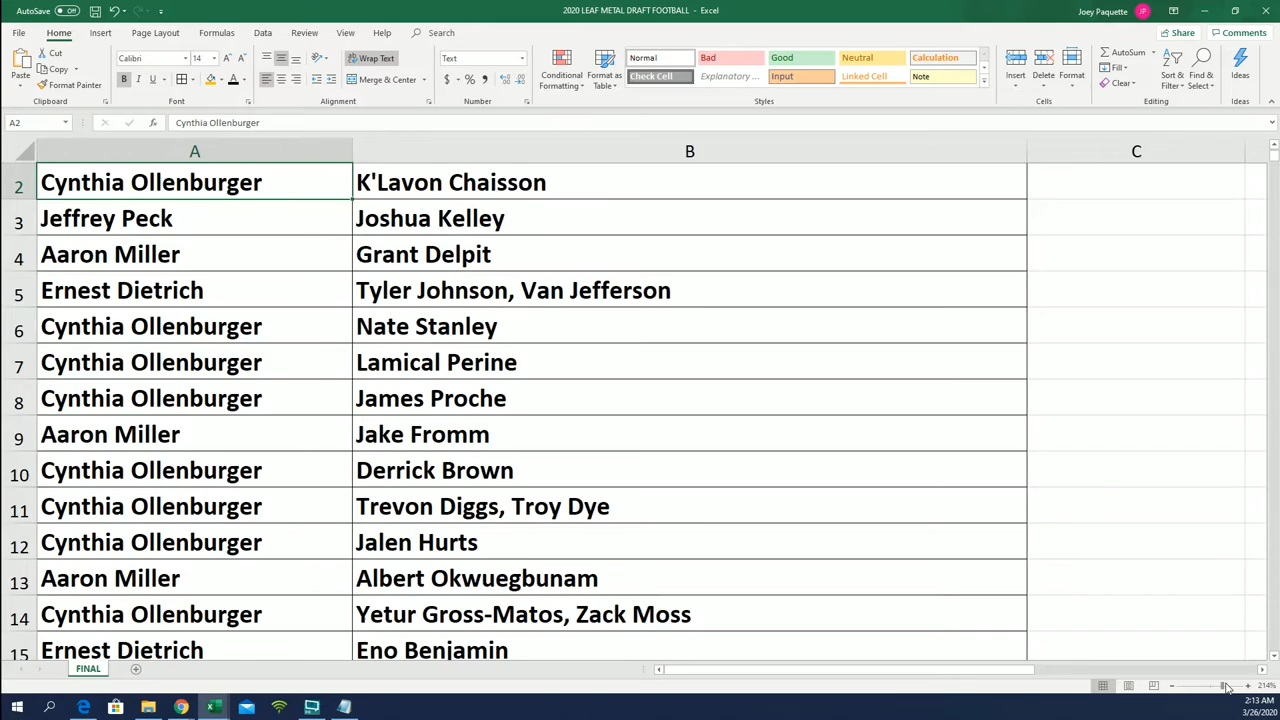 AutoSave Off 2020 LEAF METAL DRAFT FOOTBALL - Excel Joey Paquette JP
File Home Insert Page Layout Formulas Data Review View Help Search Share Comments
Paste Cut Copy Format Painter Clipboard
Calibri 14 A A B I U A Font
Wrap Text Merge & Center Alignment
Text $ % , Number
Conditional Formatting Format as Table
Normal Bad Good Neutral Calculation
Check Cell Explanatory ... Input Linked Cell Note
Styles
Insert Delete Format Cells
AutoSum Fill Clear Sort & Filter Find & Select Editing
Ideas Ideas
A2 fx Cynthia Ollenburger
A B C
2 Cynthia Ollenburger K'Lavon Chaisson
3 Jeffrey Peck Joshua Kelley
4 Aaron Miller Grant Delpit
5 Ernest Dietrich Tyler Johnson, Van Jefferson
6 Cynthia Ollenburger Nate Stanley
7 Cynthia Ollenburger Lamical Perine
8 Cynthia Ollenburger James Proche
9 Aaron Miller Jake Fromm
10 Cynthia Ollenburger Derrick Brown
11 Cynthia Ollenburger Trevon Diggs, Troy Dye
12 Cynthia Ollenburger Jalen Hurts
13 Aaron Miller Albert Okwuegbunam
14 Cynthia Ollenburger Yetur Gross-Matos, Zack Moss
15 Ernest Dietrich Eno Benjamin
FINAL
214%
2:13 AM
3/26/2020